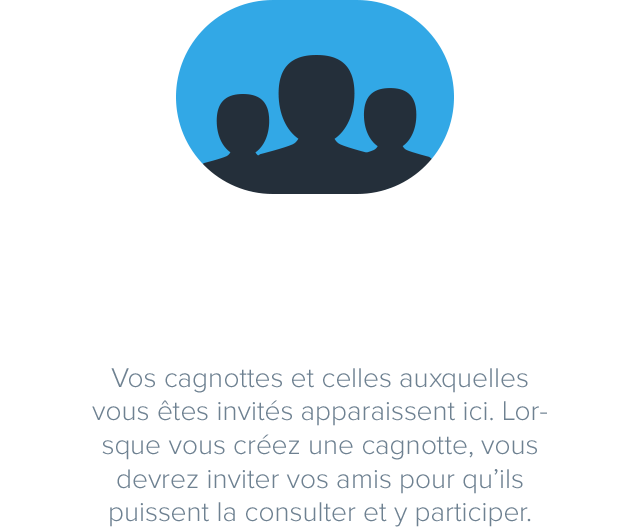 Vos cagnottes et celles auxquelles
vous êtes invités apparaissent ici. Lor-
sque vous créez une cagnotte, vous
devrez inviter vos amis pour qu’ils
puissent la consulter et y participer.